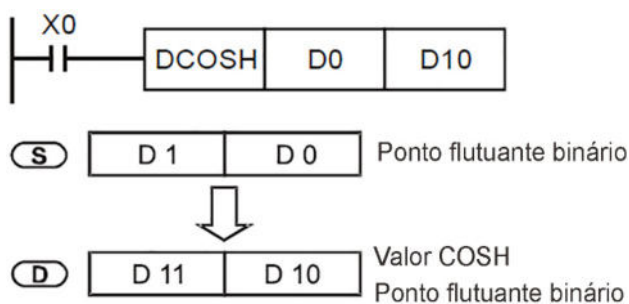 X0
DCOSH D0 D10
S D 1 D 0 Ponto flutuante binário
D D 11 D 10 Valor COSH
Ponto flutuante binário